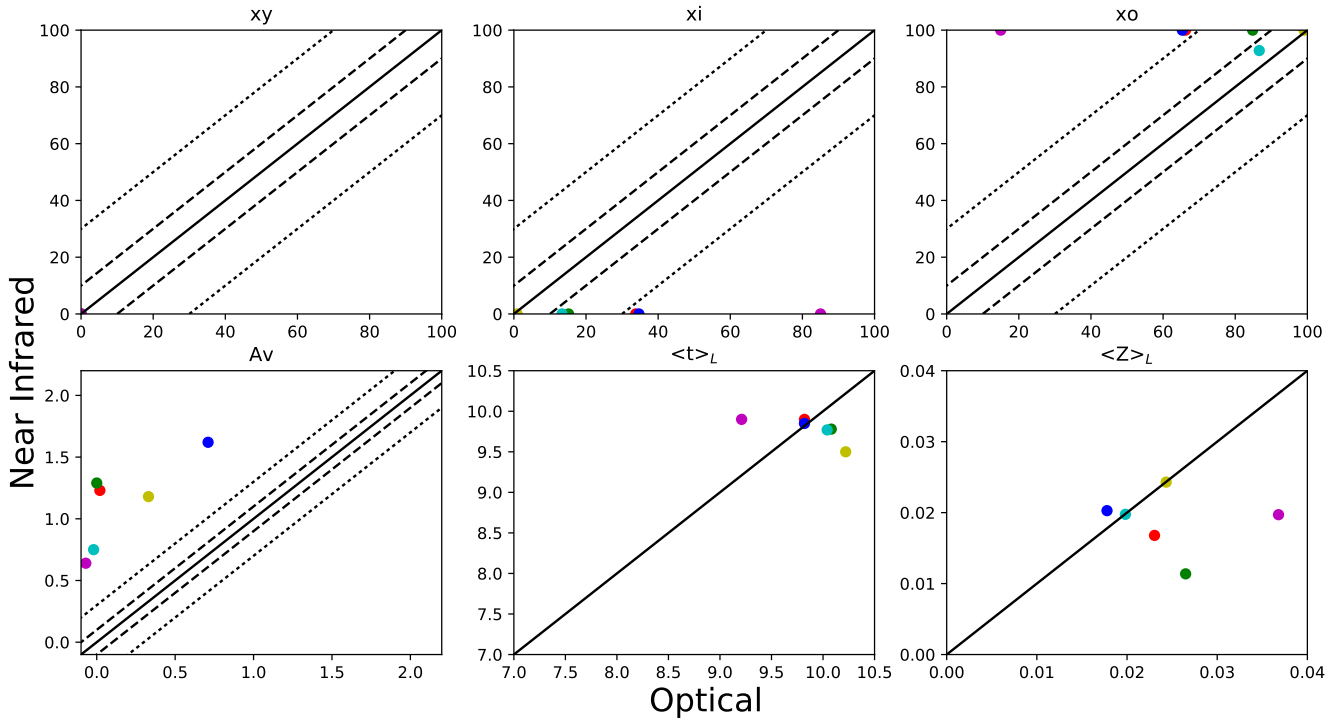 xy
xi
xo
100
80
60
40
20
0
0 20 40 60 80 100
100
80
60
40
20
0
0 20 40 60 80 100
100
80
60
40
20
0
0 20 40 60 80 100
Near Infrared
Av
<t>L
<Z>L
2.0
1.5
1.0
0.5
0.0
0.0 0.5 1.0 1.5 2.0
10.5
10.0
9.5
9.0
8.5
8.0
7.5
7.0
7.0 7.5 8.0 8.5 9.0 9.5 10.0 10.5
0.04
0.03
0.02
0.01
0.00
0.00 0.01 0.02 0.03 0.04
Optical